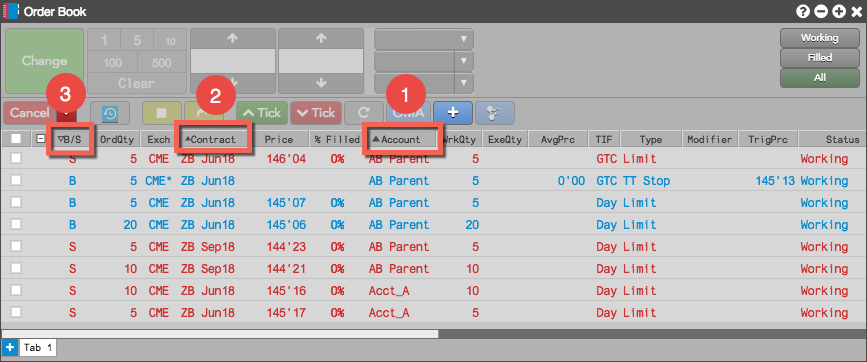 Order Book
Change
1 5 10
100 500
Clear
Working
Filled
All
3 2 1
Cancel Tick Tick OMA
B/S OrdQty Exch Contract Price % Filled Account WrkQty ExeQty AvgPrc TIF Type Modifier TrigPrc Status
S 5 CME ZB Jun18 146'04 0% AB Parent 5 GTC Limit Working
B 5 CME* ZB Jun18 AB Parent 5 0'00 GTC TT Stop 145'13 Working
B 5 CME ZB Jun18 145'07 0% AB Parent 5 Day Limit Working
B 20 CME ZB Jun18 145'06 0% AB Parent 20 Day Limit Working
S 5 CME ZB Sep18 144'23 0% AB Parent 5 Day Limit Working
S 10 CME ZB Sep18 144'21 0% AB Parent 10 Day Limit Working
S 10 CME ZB Jun18 145'16 0% Acct_A 10 Day Limit Working
S 5 CME ZB Jun18 145'17 0% Acct_A 5 Day Limit Working
Tab 1